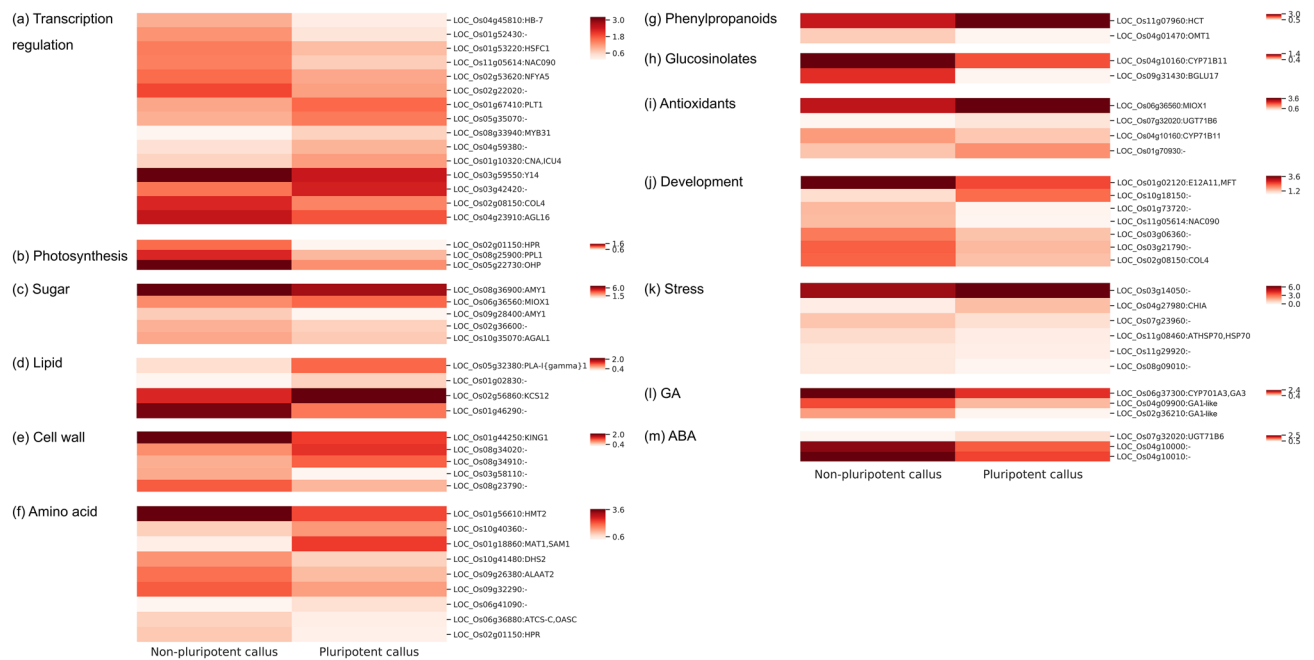 (a) Transcription
regulation
LOC_Os04g45810:HB-7
LOC_Os01g52430:-
LOC_Os01g53220:HSFC1
LOC_Os11g05614:NAC090
LOC_Os02g53620:NFYA5
LOC_Os02g22020:-
LOC_Os01g67410:PLT1
LOC_Os05g35070:-
LOC_Os08g33940:MYB31
LOC_Os04g59380:-
LOC_Os01g10320:CNA,ICU4
LOC_Os03g59550:Y14
LOC_Os03g42420:-
LOC_Os02g08150:COL4
LOC_Os04g23910:AGL16
3.0
1.8
0.6
(b) Photosynthesis
LOC_Os02g01150:HPR
LOC_Os08g25900:PPL1
LOC_Os05g22730:OHP
1.6
0.6
(c) Sugar
LOC_Os08g36900:AMY1
LOC_Os06g36560:MIOX1
LOC_Os09g28400:AMY1
LOC_Os02g36600:-
LOC_Os10g35070:AGAL1
6.0
1.5
(d) Lipid
LOC_Os05g32380:PLA-I{gamma}1
LOC_Os01g02830:-
LOC_Os02g56860:KCS12
LOC_Os01g46290:-
2.0
0.4
(e) Cell wall
LOC_Os01g44250:KING1
LOC_Os08g34020:-
LOC_Os08g34910:-
LOC_Os03g58110:-
LOC_Os08g23790:-
2.0
0.4
(f) Amino acid
LOC_Os01g56610:HMT2
LOC_Os10g40360:-
LOC_Os01g18860:MAT1,SAM1
LOC_Os10g41480:DHS2
LOC_Os09g26380:ALAAT2
LOC_Os09g32290:-
LOC_Os06g41090:-
LOC_Os06g36880:ATCS-C,OASC
LOC_Os02g01150:HPR
3.6
0.6
Non-pluripotent callus
Pluripotent callus
(g) Phenylpropanoids
LOC_Os11g07960:HCT
LOC_Os04g01470:OMT1
3.0
0.5
(h) Glucosinolates
LOC_Os04g10160:CYP71B11
LOC_Os09g31430:BGLU17
1.4
0.4
(i) Antioxidants
LOC_Os06g36560:MIOX1
LOC_Os07g32020:UGT71B6
LOC_Os04g10160:CYP71B11
LOC_Os01g70930:-
3.6
0.6
(j) Development
LOC_Os01g02120:E12A11,MFT
LOC_Os10g18150:-
LOC_Os01g73720:-
LOC_Os11g05614:NAC090
LOC_Os03g06360:-
LOC_Os03g21790:-
LOC_Os02g08150:COL4
3.6
1.2
(k) Stress
LOC_Os03g14050:-
LOC_Os04g27980:CHIA
LOC_Os07g23960:-
LOC_Os11g08460:ATHSP70,HSP70
LOC_Os11g29920:-
LOC_Os08g09010:-
6.0
3.0
0.0
(l) GA
LOC_Os06g37300:CYP701A3,GA3
LOC_Os04g09900:GA1-like
LOC_Os02g36210:GA1-like
2.4
0.4
(m) ABA
LOC_Os07g32020:UGT71B6
LOC_Os04g10000:-
LOC_Os04g10010:-
2.5
0.5
Non-pluripotent callus
Pluripotent callus